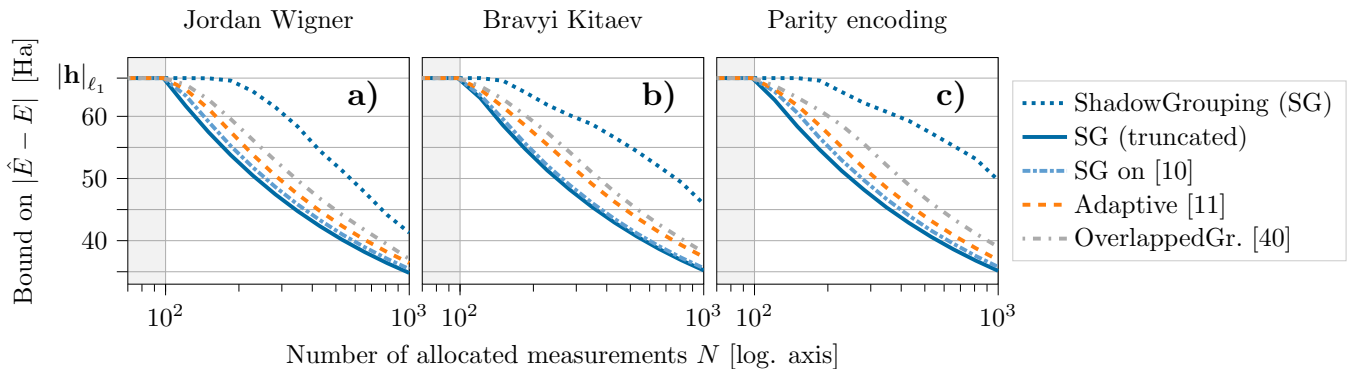 Jordan Wigner
Bravyi Kitaev
Parity encoding
Bound on |Ê − E| [Ha]
|h|ℓ₁
60
50
40
a)
b)
c)
10²
10³
10²
10³
10²
10³
Number of allocated measurements N [log. axis]
ShadowGrouping (SG)
SG (truncated)
SG on [10]
Adaptive [11]
OverlappedGr. [40]